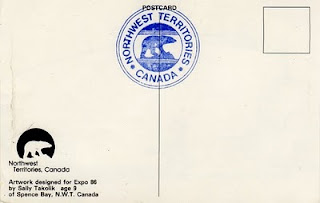 POSTCARD
NORTHWEST TERRITORIES
• CANADA •
Northwest
Territories, Canada
Artwork designed for Expo 86
by Sally Takolik age 9
of Spence Bay, N.W.T. Canada